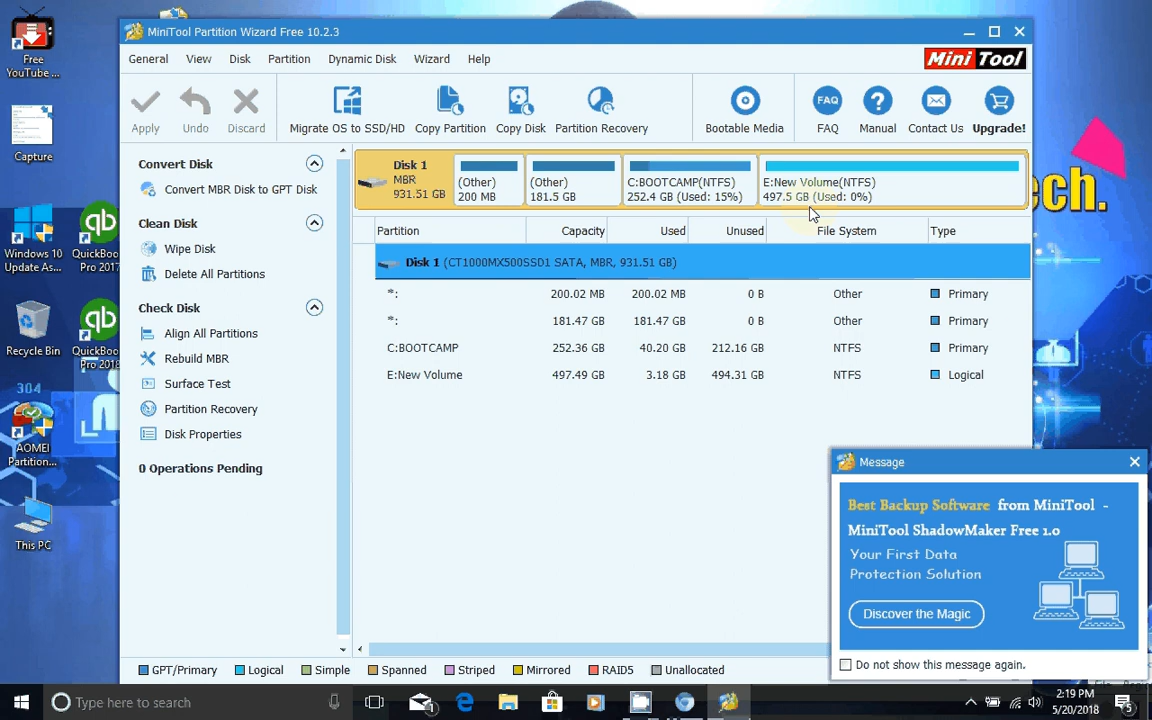 Free
YouTube ...
Capture
Windows 10
Update As...
QuickBoo
Pro 2017
Recycle Bin
QuickBoo
Pro 2018
304
AOMEI
Partition...
This PC
MiniTool Partition Wizard Free 10.2.3
General View Disk Partition Dynamic Disk Wizard Help
Mini Tool
Apply Undo Discard Migrate OS to SSD/HD Copy Partition Copy Disk Partition Recovery Bootable Media FAQ Manual Contact Us Upgrade!
FAQ
Convert Disk
Convert MBR Disk to GPT Disk
Clean Disk
Wipe Disk
Delete All Partitions
Check Disk
Align All Partitions
Rebuild MBR
Surface Test
Partition Recovery
Disk Properties
0 Operations Pending
Disk 1
MBR
931.51 GB
(Other)
200 MB
(Other)
181.5 GB
C:BOOTCAMP(NTFS)
252.4 GB (Used: 15%)
E:New Volume(NTFS)
497.5 GB (Used: 0%)
Partition Capacity Used Unused File System Type
Disk 1 (CT1000MX500SSD1 SATA, MBR, 931.51 GB)
*: 200.02 MB 200.02 MB 0 B Other Primary
*: 181.47 GB 181.47 GB 0 B Other Primary
C:BOOTCAMP 252.36 GB 40.20 GB 212.16 GB NTFS Primary
E:New Volume 497.49 GB 3.18 GB 494.31 GB NTFS Logical
GPT/Primary Logical Simple Spanned Striped Mirrored RAID5 Unallocated
ech.
Message
Best Backup Software from MiniTool -
MiniTool ShadowMaker Free 1.0
Your First Data
Protection Solution
Discover the Magic
Do not show this message again.
Type here to search
1
2:19 PM
5/20/2018
5